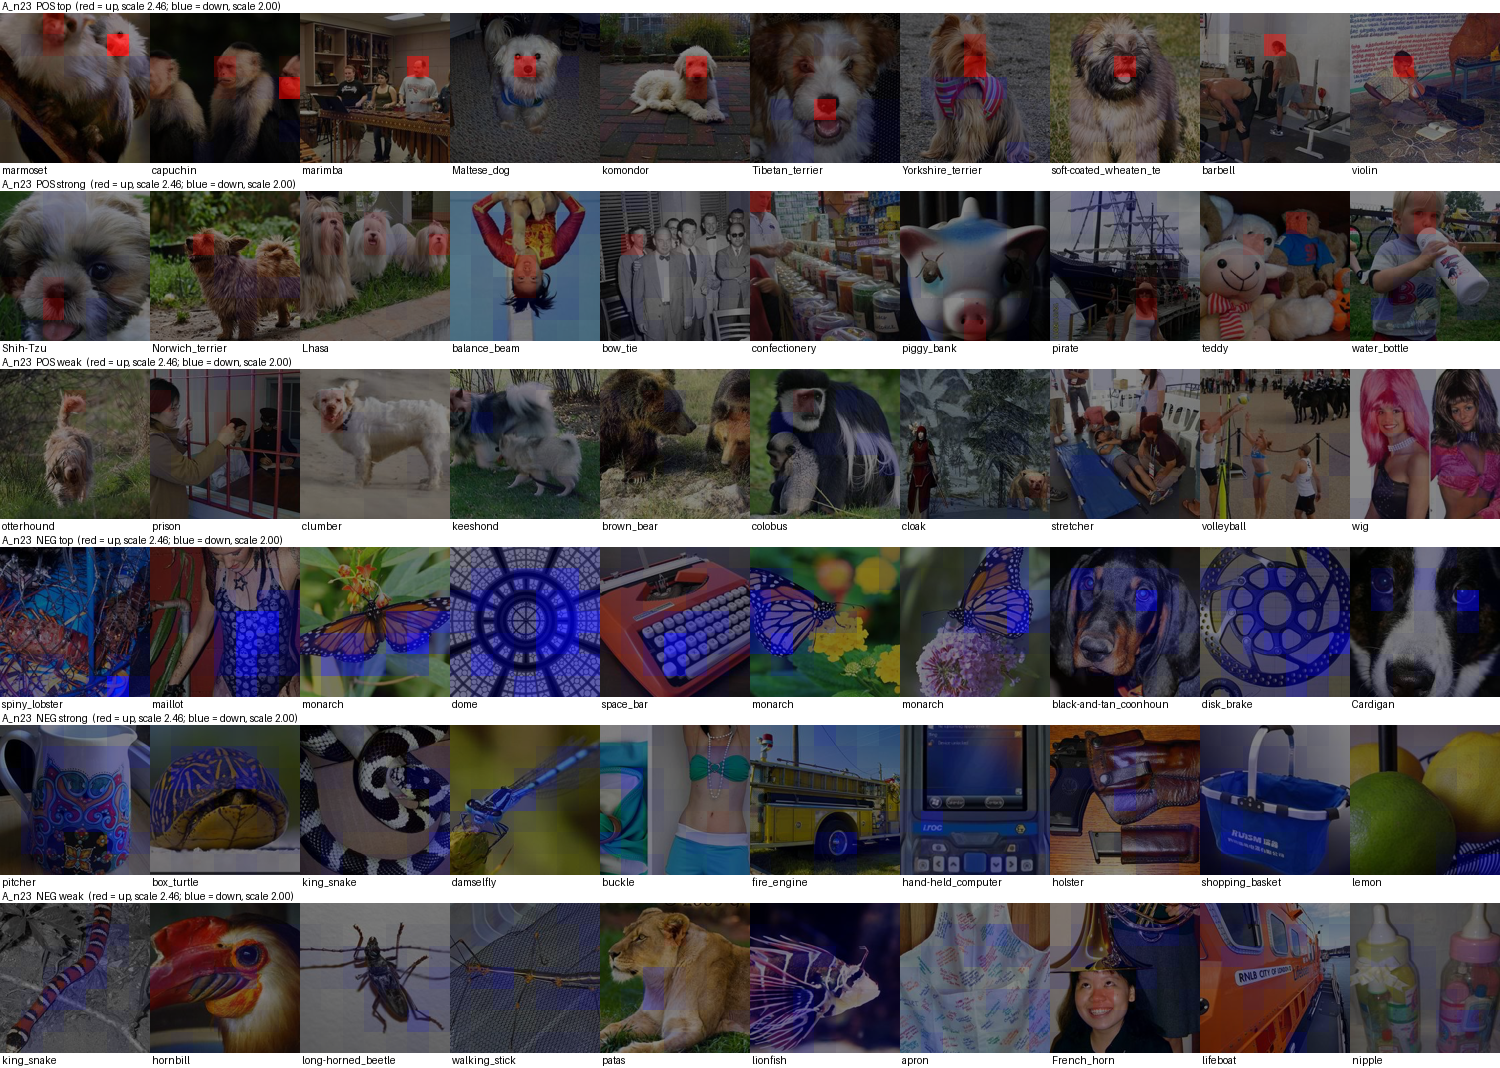 A_n23 POS top (red = up, scale 2.46; blue = down, scale 2.00)
marmoset capuchin marimba Maltese_dog komondor Tibetan_terrier Yorkshire_terrier soft-coated_wheaten_te barbell violin
A_n23 POS strong (red = up, scale 2.46; blue = down, scale 2.00)
Shih-Tzu Norwich_terrier Lhasa balance_beam bow_tie confectionery piggy_bank pirate teddy water_bottle
A_n23 POS weak (red = up, scale 2.46; blue = down, scale 2.00)
otterhound prison clumber keeshond brown_bear colobus cloak stretcher volleyball wig
A_n23 NEG top (red = up, scale 2.46; blue = down, scale 2.00)
spiny_lobster maillot monarch dome space_bar monarch monarch black-and-tan_coonhoun disk_brake Cardigan
A_n23 NEG strong (red = up, scale 2.46; blue = down, scale 2.00)
pitcher box_turtle king_snake damselfly buckle fire_engine hand-held_computer holster shopping_basket lemon
A_n23 NEG weak (red = up, scale 2.46; blue = down, scale 2.00)
RNLB CITY OF LONDON
king_snake hornbill long-horned_beetle walking_stick patas lionfish apron French_horn lifeboat nipple